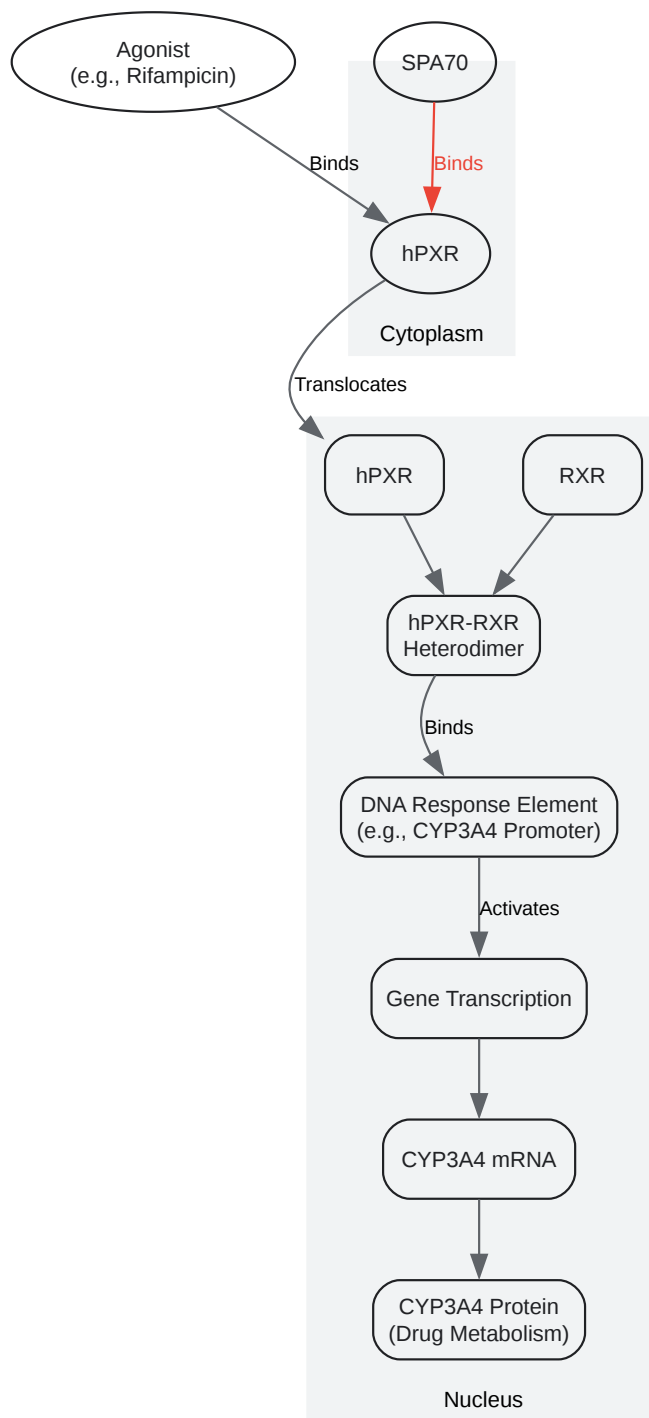 Agonist
(e.g., Rifampicin)
SPA70
Binds
Binds
hPXR
Cytoplasm
Translocates
hPXR
RXR
hPXR-RXR
Heterodimer
Binds
DNA Response Element
(e.g., CYP3A4 Promoter)
Activates
Gene Transcription
CYP3A4 mRNA
CYP3A4 Protein
(Drug Metabolism)
Nucleus